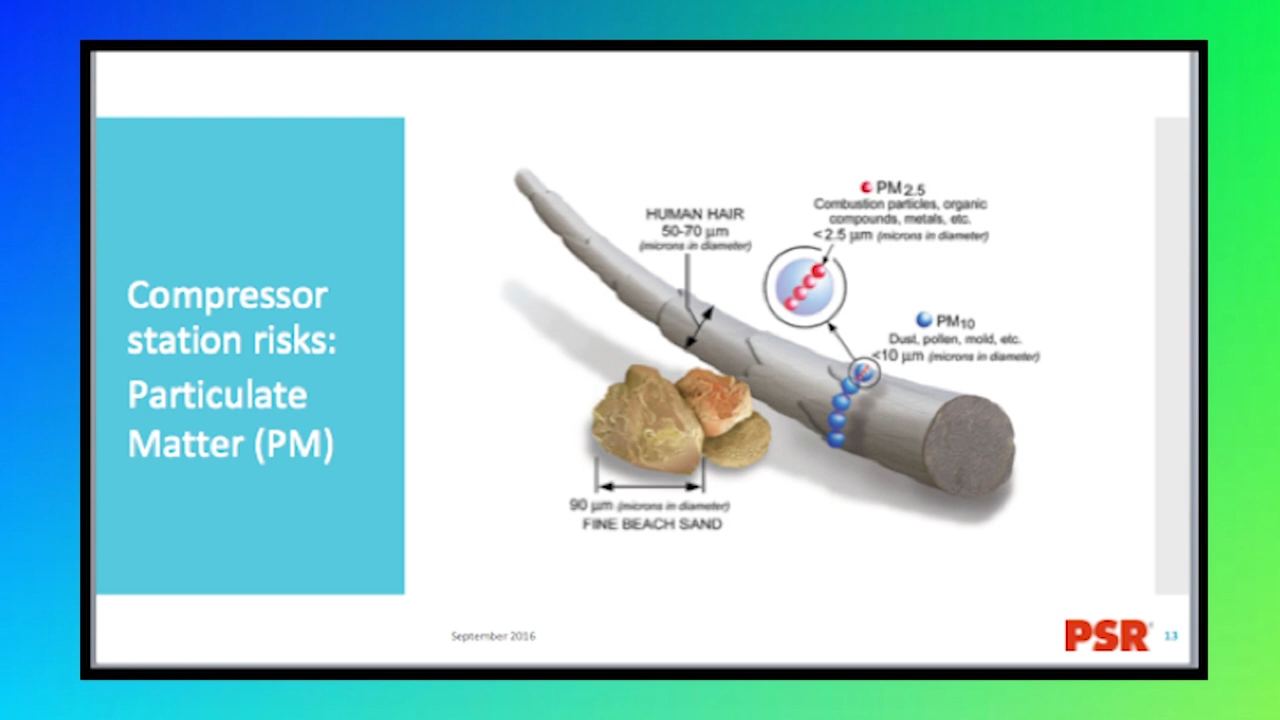 Compressor
station risks:
Particulate
Matter (PM)
HUMAN HAIR
50-70 μm
(microns in diameter)
PM2.5
Combustion particles, organic
compounds, metals, etc.
<2.5 μm (microns in diameter)
PM10
Dust, pollen, mold, etc.
<10 μm (microns in diameter)
90 μm (microns in diameter)
FINE BEACH SAND
September 2016
PSR
13